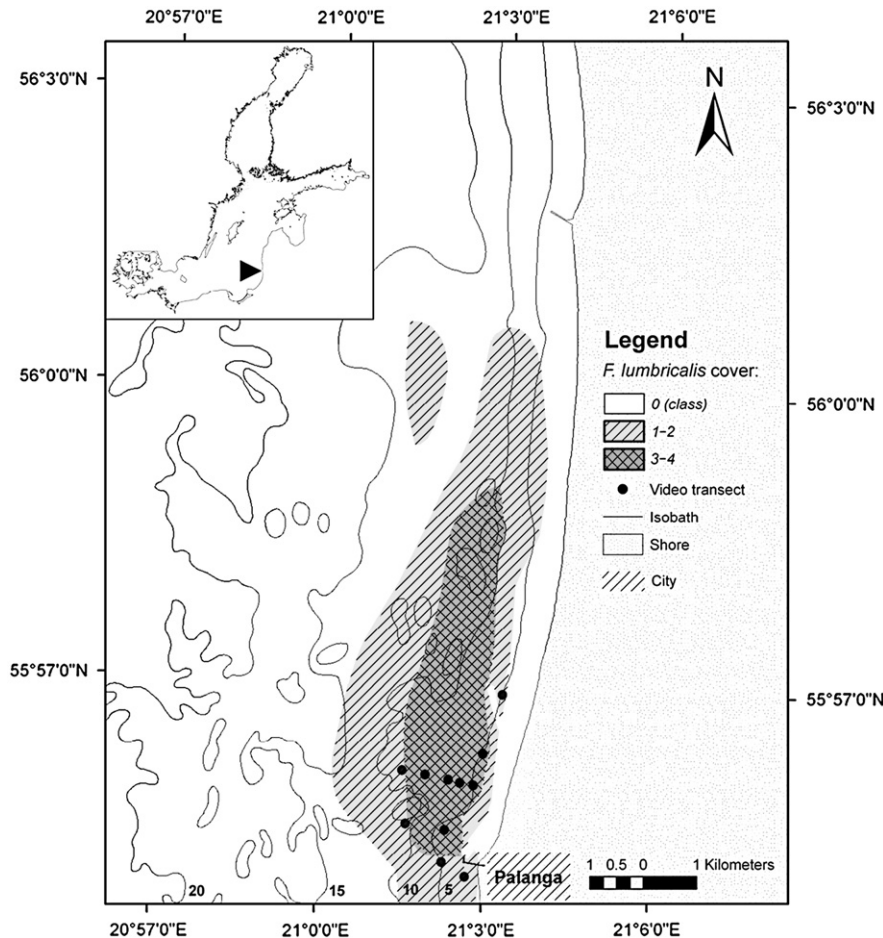 20°57'0"E 21°0'0"E 21°3'0"E 21°6'0"E
56°3'0"N
56°3'0"N
N
Legend
F. lumbricalis cover:
0 (class)
1–2
3–4
Video transect
Isobath
Shore
City
56°0'0"N
56°0'0"N
55°57'0"N
55°57'0"N
Palanga
20 15 10 5
1 0.5 0 1 Kilometers
20°57'0"E 21°0'0"E 21°3'0"E 21°6'0"E